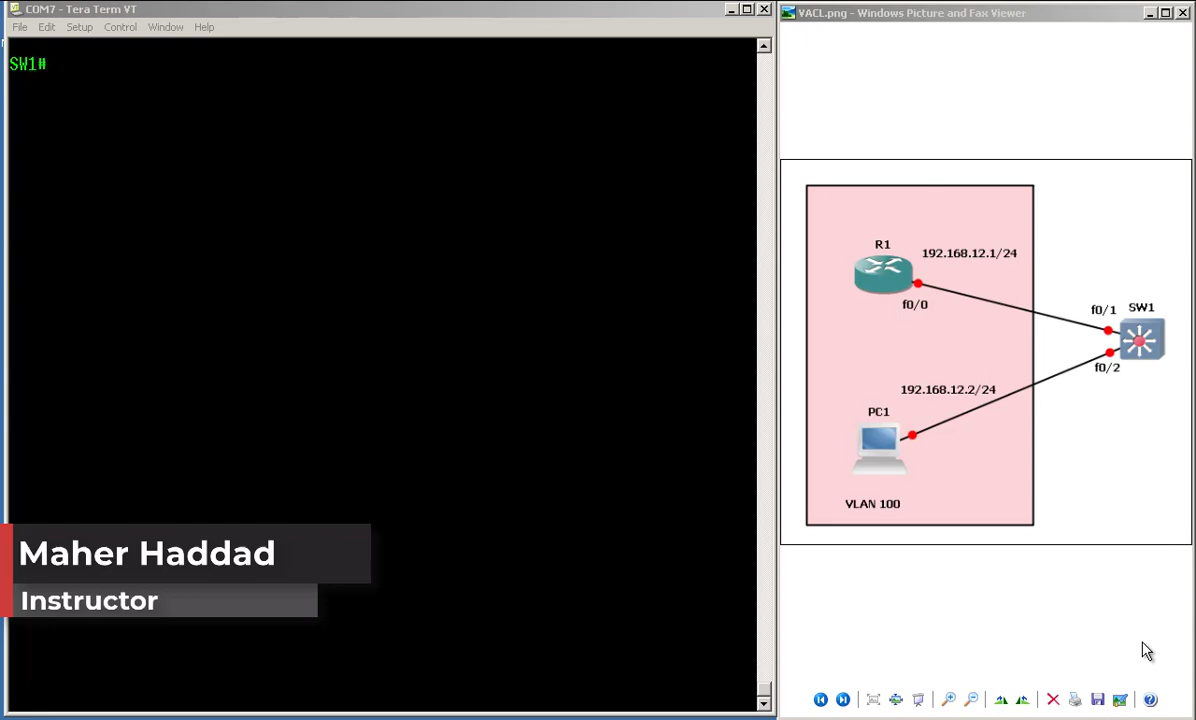 COM7 - Tera Term VT
File Edit Setup Control Window Help
SW1#
Maher Haddad
Instructor
VACL.png - Windows Picture and Fax Viewer
R1
192.168.12.1/24
f0/0
f0/1
SW1
f0/2
192.168.12.2/24
PC1
VLAN 100